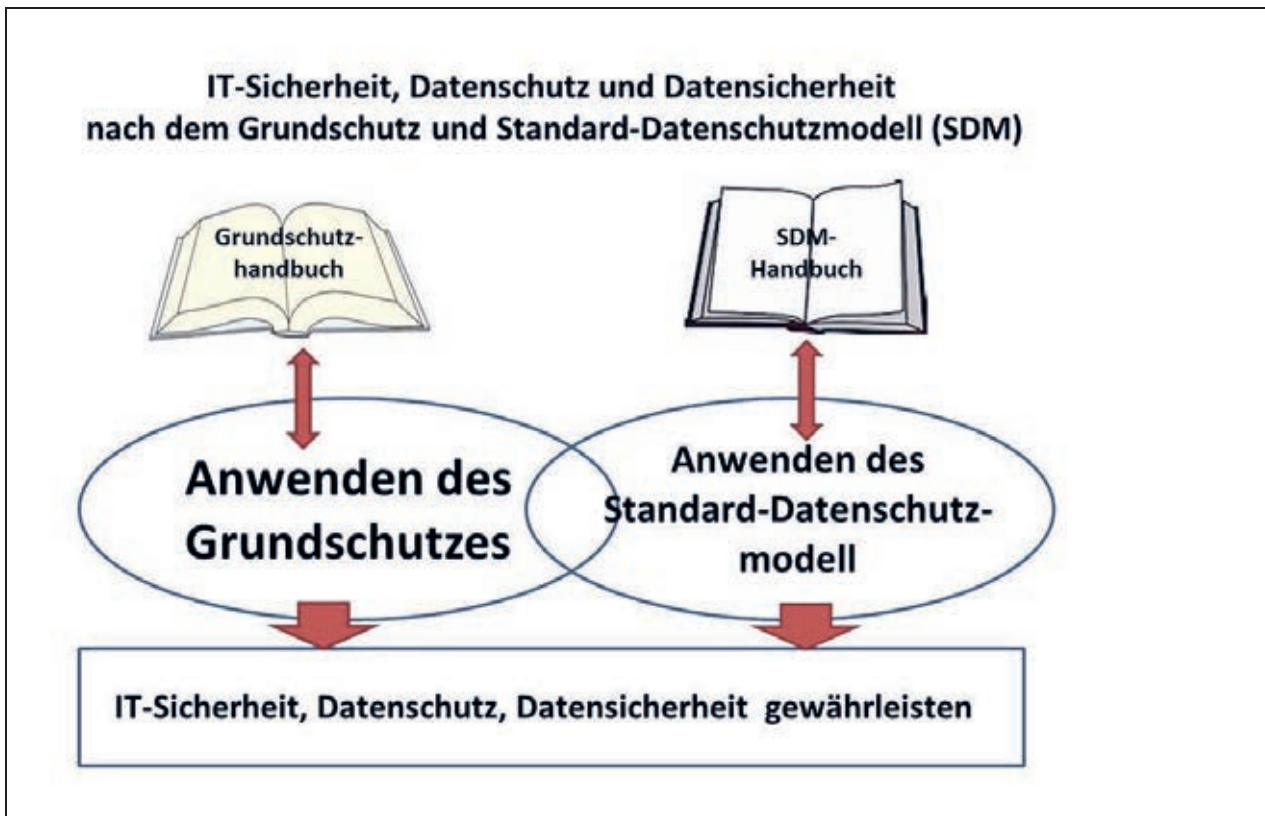 IT-Sicherheit, Datenschutz und Datensicherheit
nach dem Grundschutz und Standard-Datenschutzmodell (SDM)
Grundschutz-
handbuch
SDM-
Handbuch
Anwenden des
Grundschutzes
Anwenden des
Standard-Datenschutz-
modell
IT-Sicherheit, Datenschutz, Datensicherheit gewährleisten